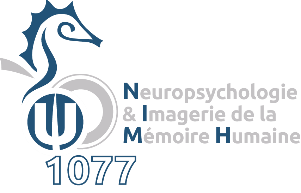 Neuropsychologie
& Imagerie de la
Mémoire Humaine
1077